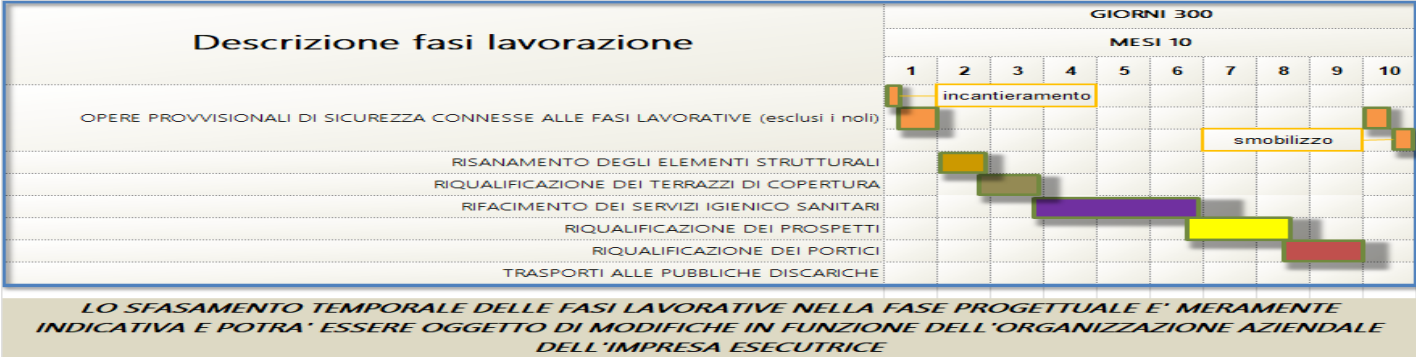 GIORNI 300
Descrizione fasi lavorazione
MESI 10
1 2 3 4 5 6 7 8 9 10
incantieramento
OPERE PROVVISIONALI DI SICUREZZA CONNESSE ALLE FASI LAVORATIVE (esclusi i noli)
smobilizzo
RISANAMENTO DEGLI ELEMENTI STRUTTURALI
RIQUALIFICAZIONE DEI TERRAZZI DI COPERTURA
RIFACIMENTO DEI SERVIZI IGIENICO SANITARI
RIQUALIFICAZIONE DEI PROSPETTI
RIQUALIFICAZIONE DEI PORTICI
TRASPORTI ALLE PUBBLICHE DISCARICHE
LO SFASAMENTO TEMPORALE DELLE FASI LAVORATIVE NELLA FASE PROGETTUALE E' MERAMENTE
INDICATIVA E POTRA' ESSERE OGGETTO DI MODIFICHE IN FUNZIONE DELL'ORGANIZZAZIONE AZIENDALE
DELL'IMPRESA ESECUTRICE